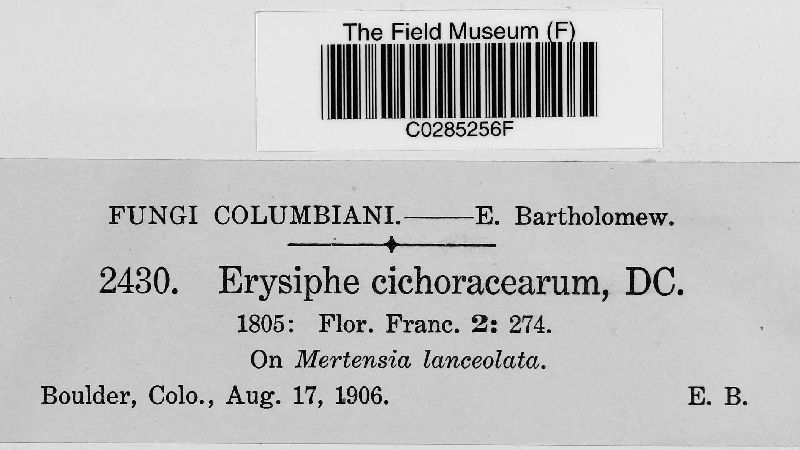 The Field Museum (F)
C0285256F
FUNGI COLUMBIANI.——E. Bartholomew.
2430. Erysiphe cichoracearum, DC.
1805: Flor. Franc. 2: 274.
On Mertensia lanceolata.
Boulder, Colo., Aug. 17, 1906. E. B.